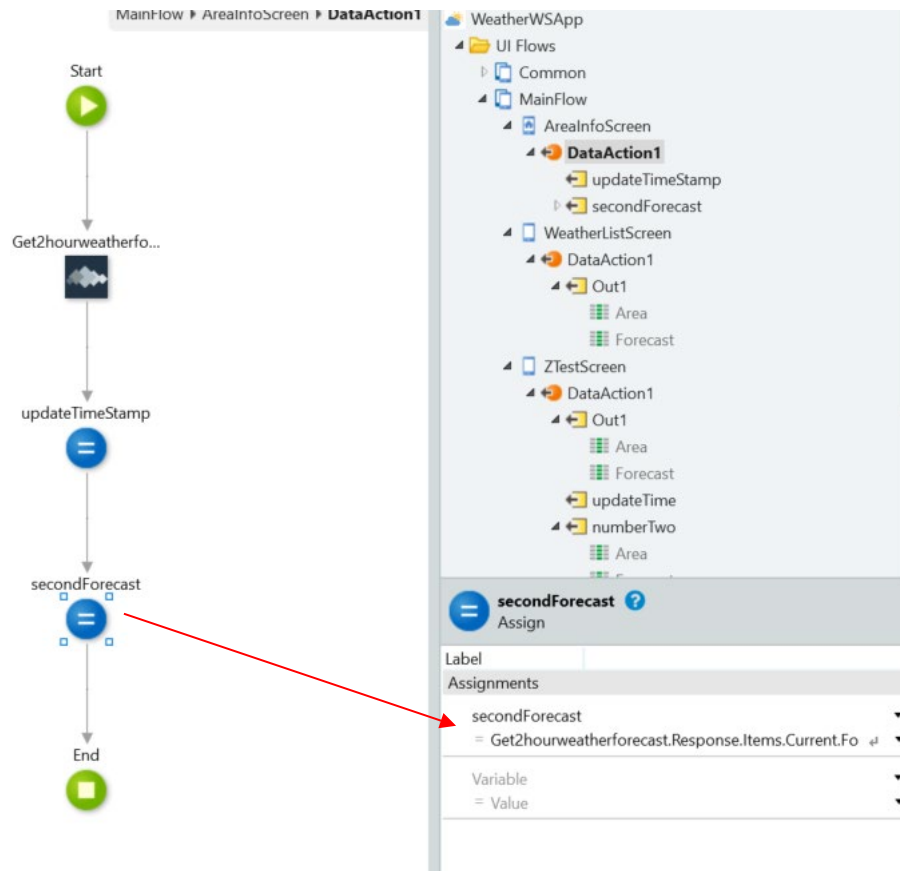 MainFlow ▸ AreaInfoScreen ▸ DataAction1
Start
Get2hourweatherfo...
updateTimeStamp
secondForecast
End
WeatherWSApp
UI Flows
Common
MainFlow
AreaInfoScreen
DataAction1
updateTimeStamp
secondForecast
WeatherListScreen
DataAction1
Out1
Area
Forecast
ZTestScreen
DataAction1
Out1
Area
Forecast
updateTime
numberTwo
Area
secondForecast ?
Assign
Label
Assignments
secondForecast
= Get2hourweatherforecast.Response.Items.Current.Fo
Variable
= Value